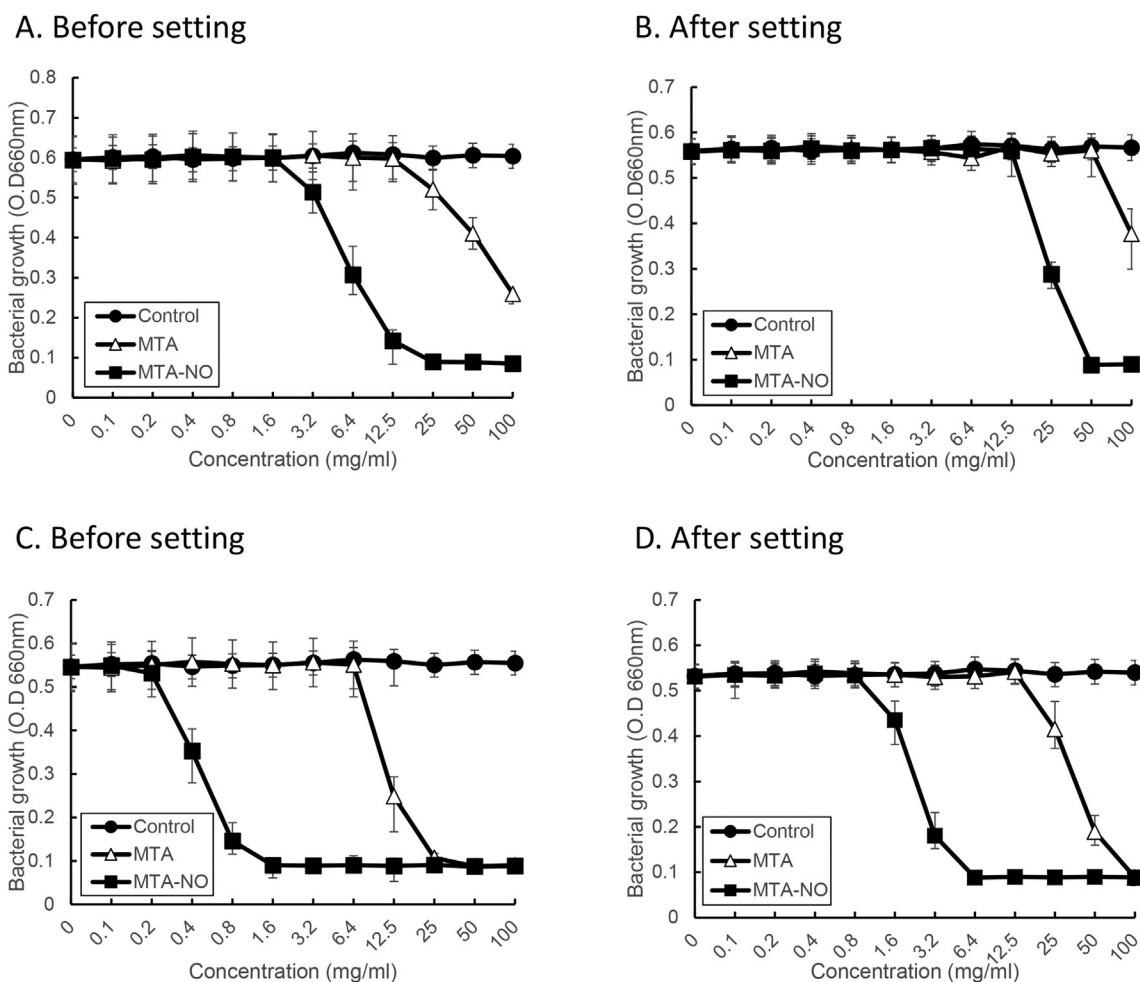 A. Before setting
Bacterial growth (O.D660nm)
0.8
0.7
0.6
0.5
0.4
0.3
0.2
0.1
0
Control
MTA
MTA-NO
0 0.1 0.2 0.4 0.8 1.6 3.2 6.4 12.5 25 50 100
Concentration (mg/ml)
B. After setting
Bacterial growth (O.D660nm)
0.7
0.6
0.5
0.4
0.3
0.2
0.1
0
Control
MTA
MTA-NO
0 0.1 0.2 0.4 0.8 1.6 3.2 6.4 12.5 25 50 100
Concentration (mg/ml)
C. Before setting
Bacterial growth (O.D 660nm)
0.7
0.6
0.5
0.4
0.3
0.2
0.1
0
Control
MTA
MTA-NO
0 0.1 0.2 0.4 0.8 1.6 3.2 6.4 12.5 25 50 100
Concentration (mg/ml)
D. After setting
Bacterial growth (O.D 660nm)
0.7
0.6
0.5
0.4
0.3
0.2
0.1
0
Control
MTA
MTA-NO
0 0.1 0.2 0.4 0.8 1.6 3.2 6.4 12.5 25 50 100
Concentration (mg/ml)